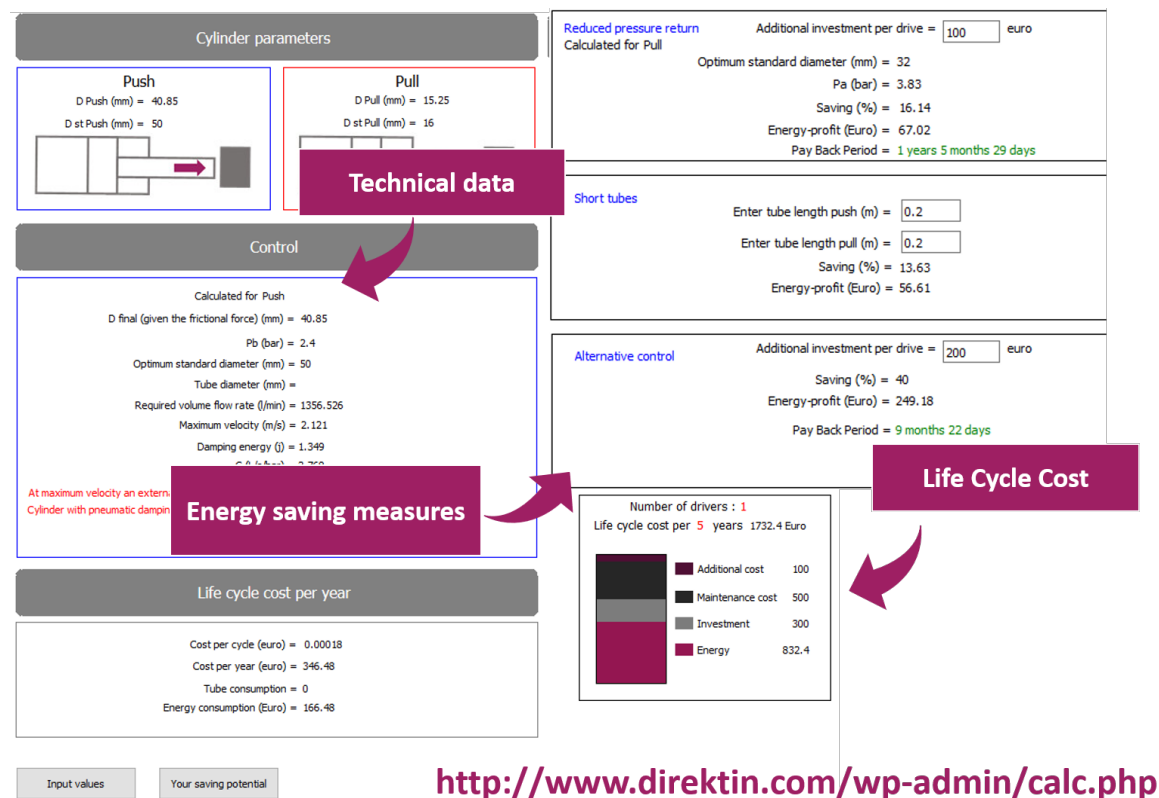 Cylinder parameters
Push
D Push (mm) = 40.85
D st Push (mm) = 50
Pull
D Pull (mm) = 15.25
D st Pull (mm) = 16
Technical data
Control
Calculated for Push
D final (given the frictional force) (mm) = 40.85
Pb (bar) = 2.4
Optimum standard diameter (mm) = 50
Tube diameter (mm) =
Required volume flow rate (l/min) = 1356.526
Maximum velocity (m/s) = 2.121
Damping energy (j) = 1.349
At maximum velocity an extern
Cylinder with pneumatic dampin
Energy saving measures
Life cycle cost per year
Cost per cycle (euro) = 0.00018
Cost per year (euro) = 346.48
Tube consumption = 0
Energy consumption (Euro) = 166.48
Input values
Your saving potential
Reduced pressure return
Additional investment per drive = 100 euro
Calculated for Pull
Optimum standard diameter (mm) = 32
Pa (bar) = 3.83
Saving (%) = 16.14
Energy-profit (Euro) = 67.02
Pay Back Period = 1 years 5 months 29 days
Short tubes
Enter tube length push (m) = 0.2
Enter tube length pull (m) = 0.2
Saving (%) = 13.63
Energy-profit (Euro) = 56.61
Alternative control
Additional investment per drive = 200 euro
Saving (%) = 40
Energy-profit (Euro) = 249.18
Pay Back Period = 9 months 22 days
Life Cycle Cost
Number of drivers : 1
Life cycle cost per 5 years 1732.4 Euro
Additional cost 100
Maintenance cost 500
Investment 300
Energy 832.4
http://www.direktin.com/wp-admin/calc.php